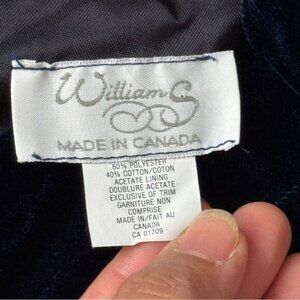 William S.
MADE IN CANADA
60% POLYESTER
40% COTTON/COTON
ACETATE LINING
DOUBLURE ACETATE
EXCLUSIVE OF TRIM
GARNITURE NON
COMPRISE
MADE IN/FAIT AU
CANADA
CA 01709